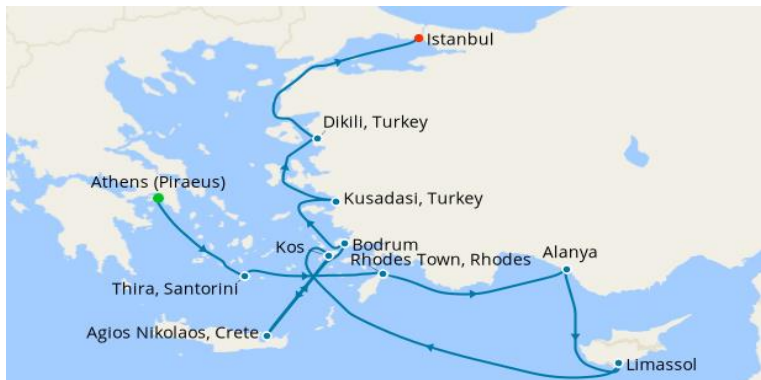 Istanbul
Dikili, Turkey
Athens (Piraeus)
Kusadasi, Turkey
Kos
Bodrum
Rhodes Town, Rhodes
Alanya
Thira, Santorini
Agios Nikolaos, Crete
Limassol